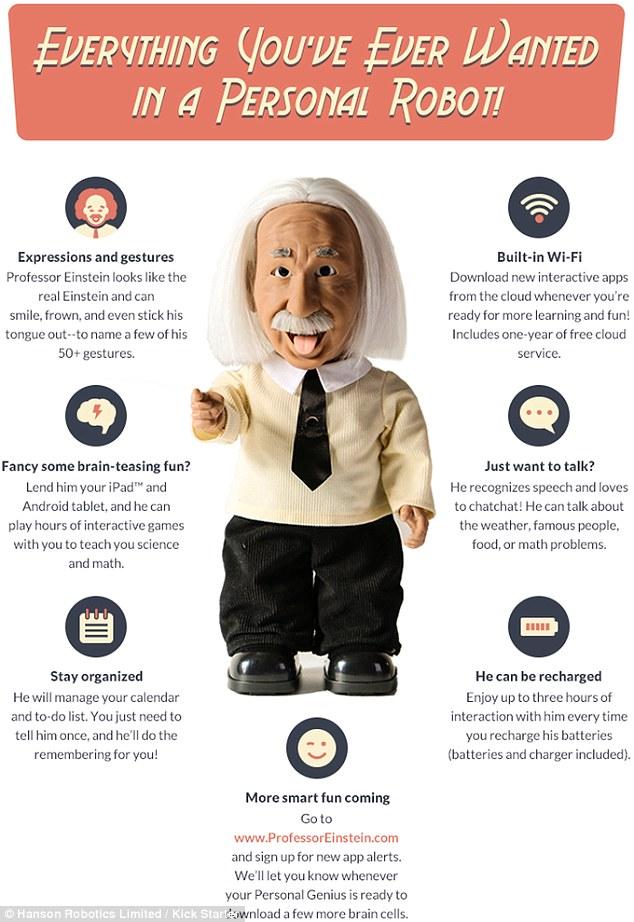 Everything You've Ever Wanted
in a Personal Robot!
Expressions and gestures
Professor Einstein looks like the
real Einstein and can
smile, frown, and even stick his
tongue out--to name a few of his
50+ gestures.
Fancy some brain-teasing fun?
Lend him your iPad™ and
Android tablet, and he can
play hours of interactive games
with you to teach you science
and math.
Stay organized
He will manage your calendar
and to-do list. You just need to
tell him once, and he'll do the
remembering for you!
Built-in Wi-Fi
Download new interactive apps
from the cloud whenever you're
ready for more learning and fun!
Includes one-year of free cloud
service.
Just want to talk?
He recognizes speech and loves
to chatchat! He can talk about
the weather, famous people,
food, or math problems.
He can be recharged
Enjoy up to three hours of
interaction with him every time
you recharge his batteries
(batteries and charger included).
More smart fun coming
Go to
www.ProfessorEinstein.com
and sign up for new app alerts.
We'll let you know whenever
your Personal Genius is ready to
download a few more brain cells.
© Hanson Robotics Limited / Kick Starter